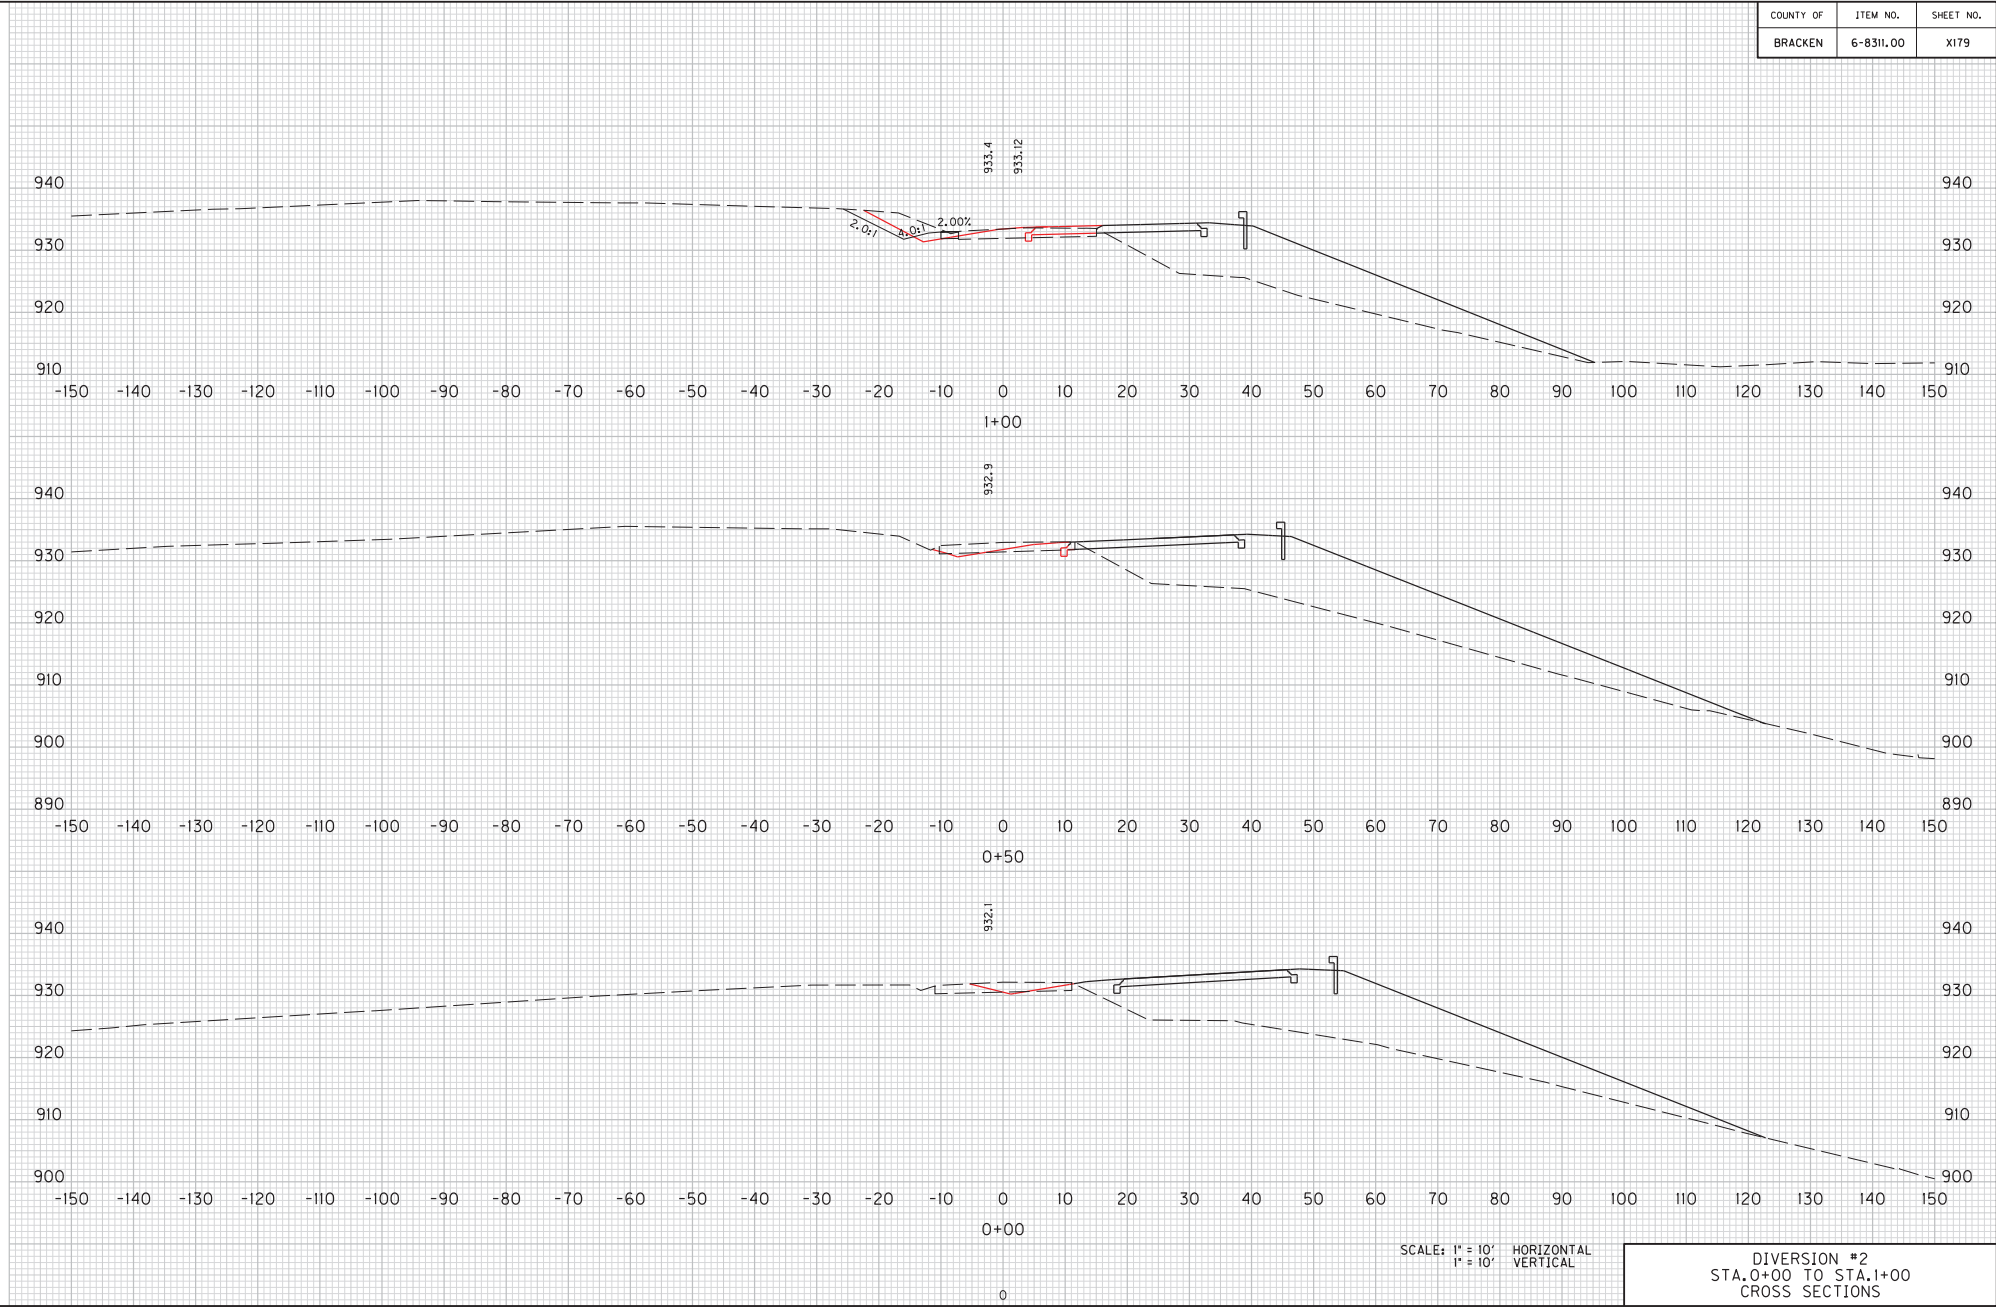 COUNTY OF ITEM NO. SHEET NO.
BRACKEN 6-8311.00 X179
933.4 933.12
940 940
2.0:1 4.0:1 2.00%
930 930
920 920
910 910
-150 -140 -130 -120 -110 -100 -90 -80 -70 -60 -50 -40 -30 -20 -10 0 10 20 30 40 50 60 70 80 90 100 110 120 130 140 150
1+00
932.9
940 940
930 930
920 920
910 910
900 900
890 890
-150 -140 -130 -120 -110 -100 -90 -80 -70 -60 -50 -40 -30 -20 -10 0 10 20 30 40 50 60 70 80 90 100 110 120 130 140 150
0+50
932.1
940 940
930 930
920 920
910 910
900 900
-150 -140 -130 -120 -110 -100 -90 -80 -70 -60 -50 -40 -30 -20 -10 0 10 20 30 40 50 60 70 80 90 100 110 120 130 140 150
0+00
SCALE: 1" = 10' HORIZONTAL
1" = 10' VERTICAL
DIVERSION #2
STA.0+00 TO STA.1+00
CROSS SECTIONS
0